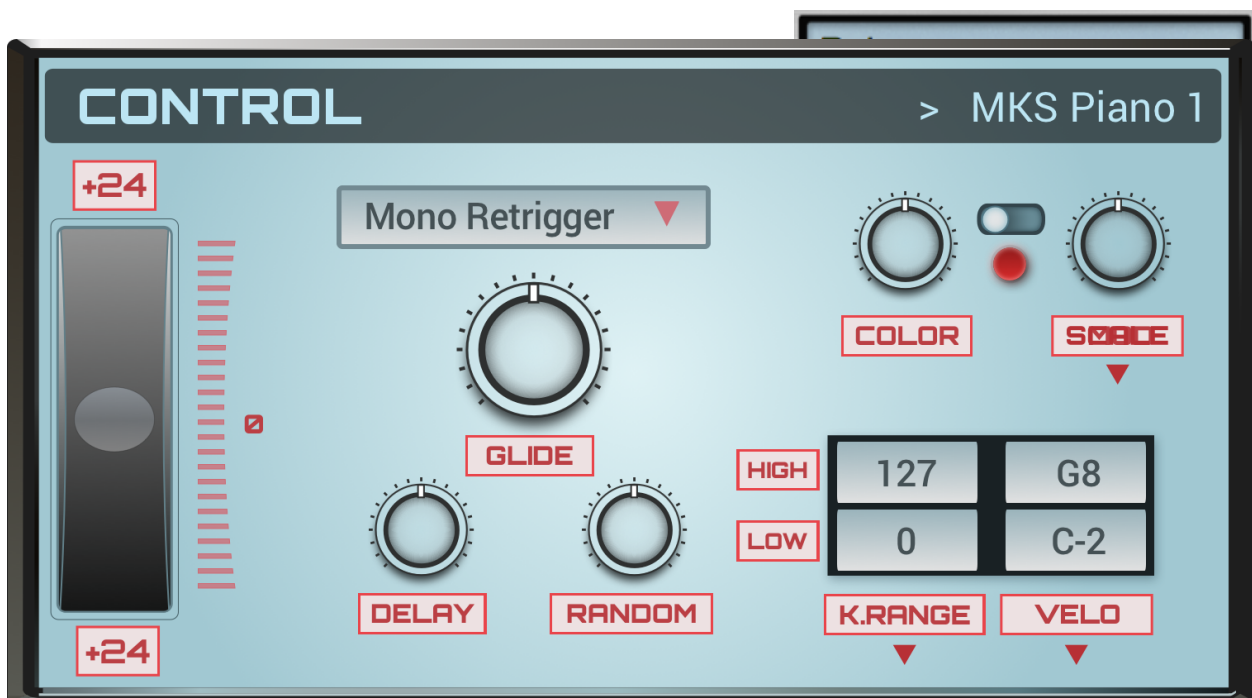 CONTROL
> MKS Piano 1
+24
Mono Retrigger
COLOR
0
GLIDE
HIGH
127
G8
LOW
0
C-2
DELAY
RANDOM
K.RANGE
VELO
+24